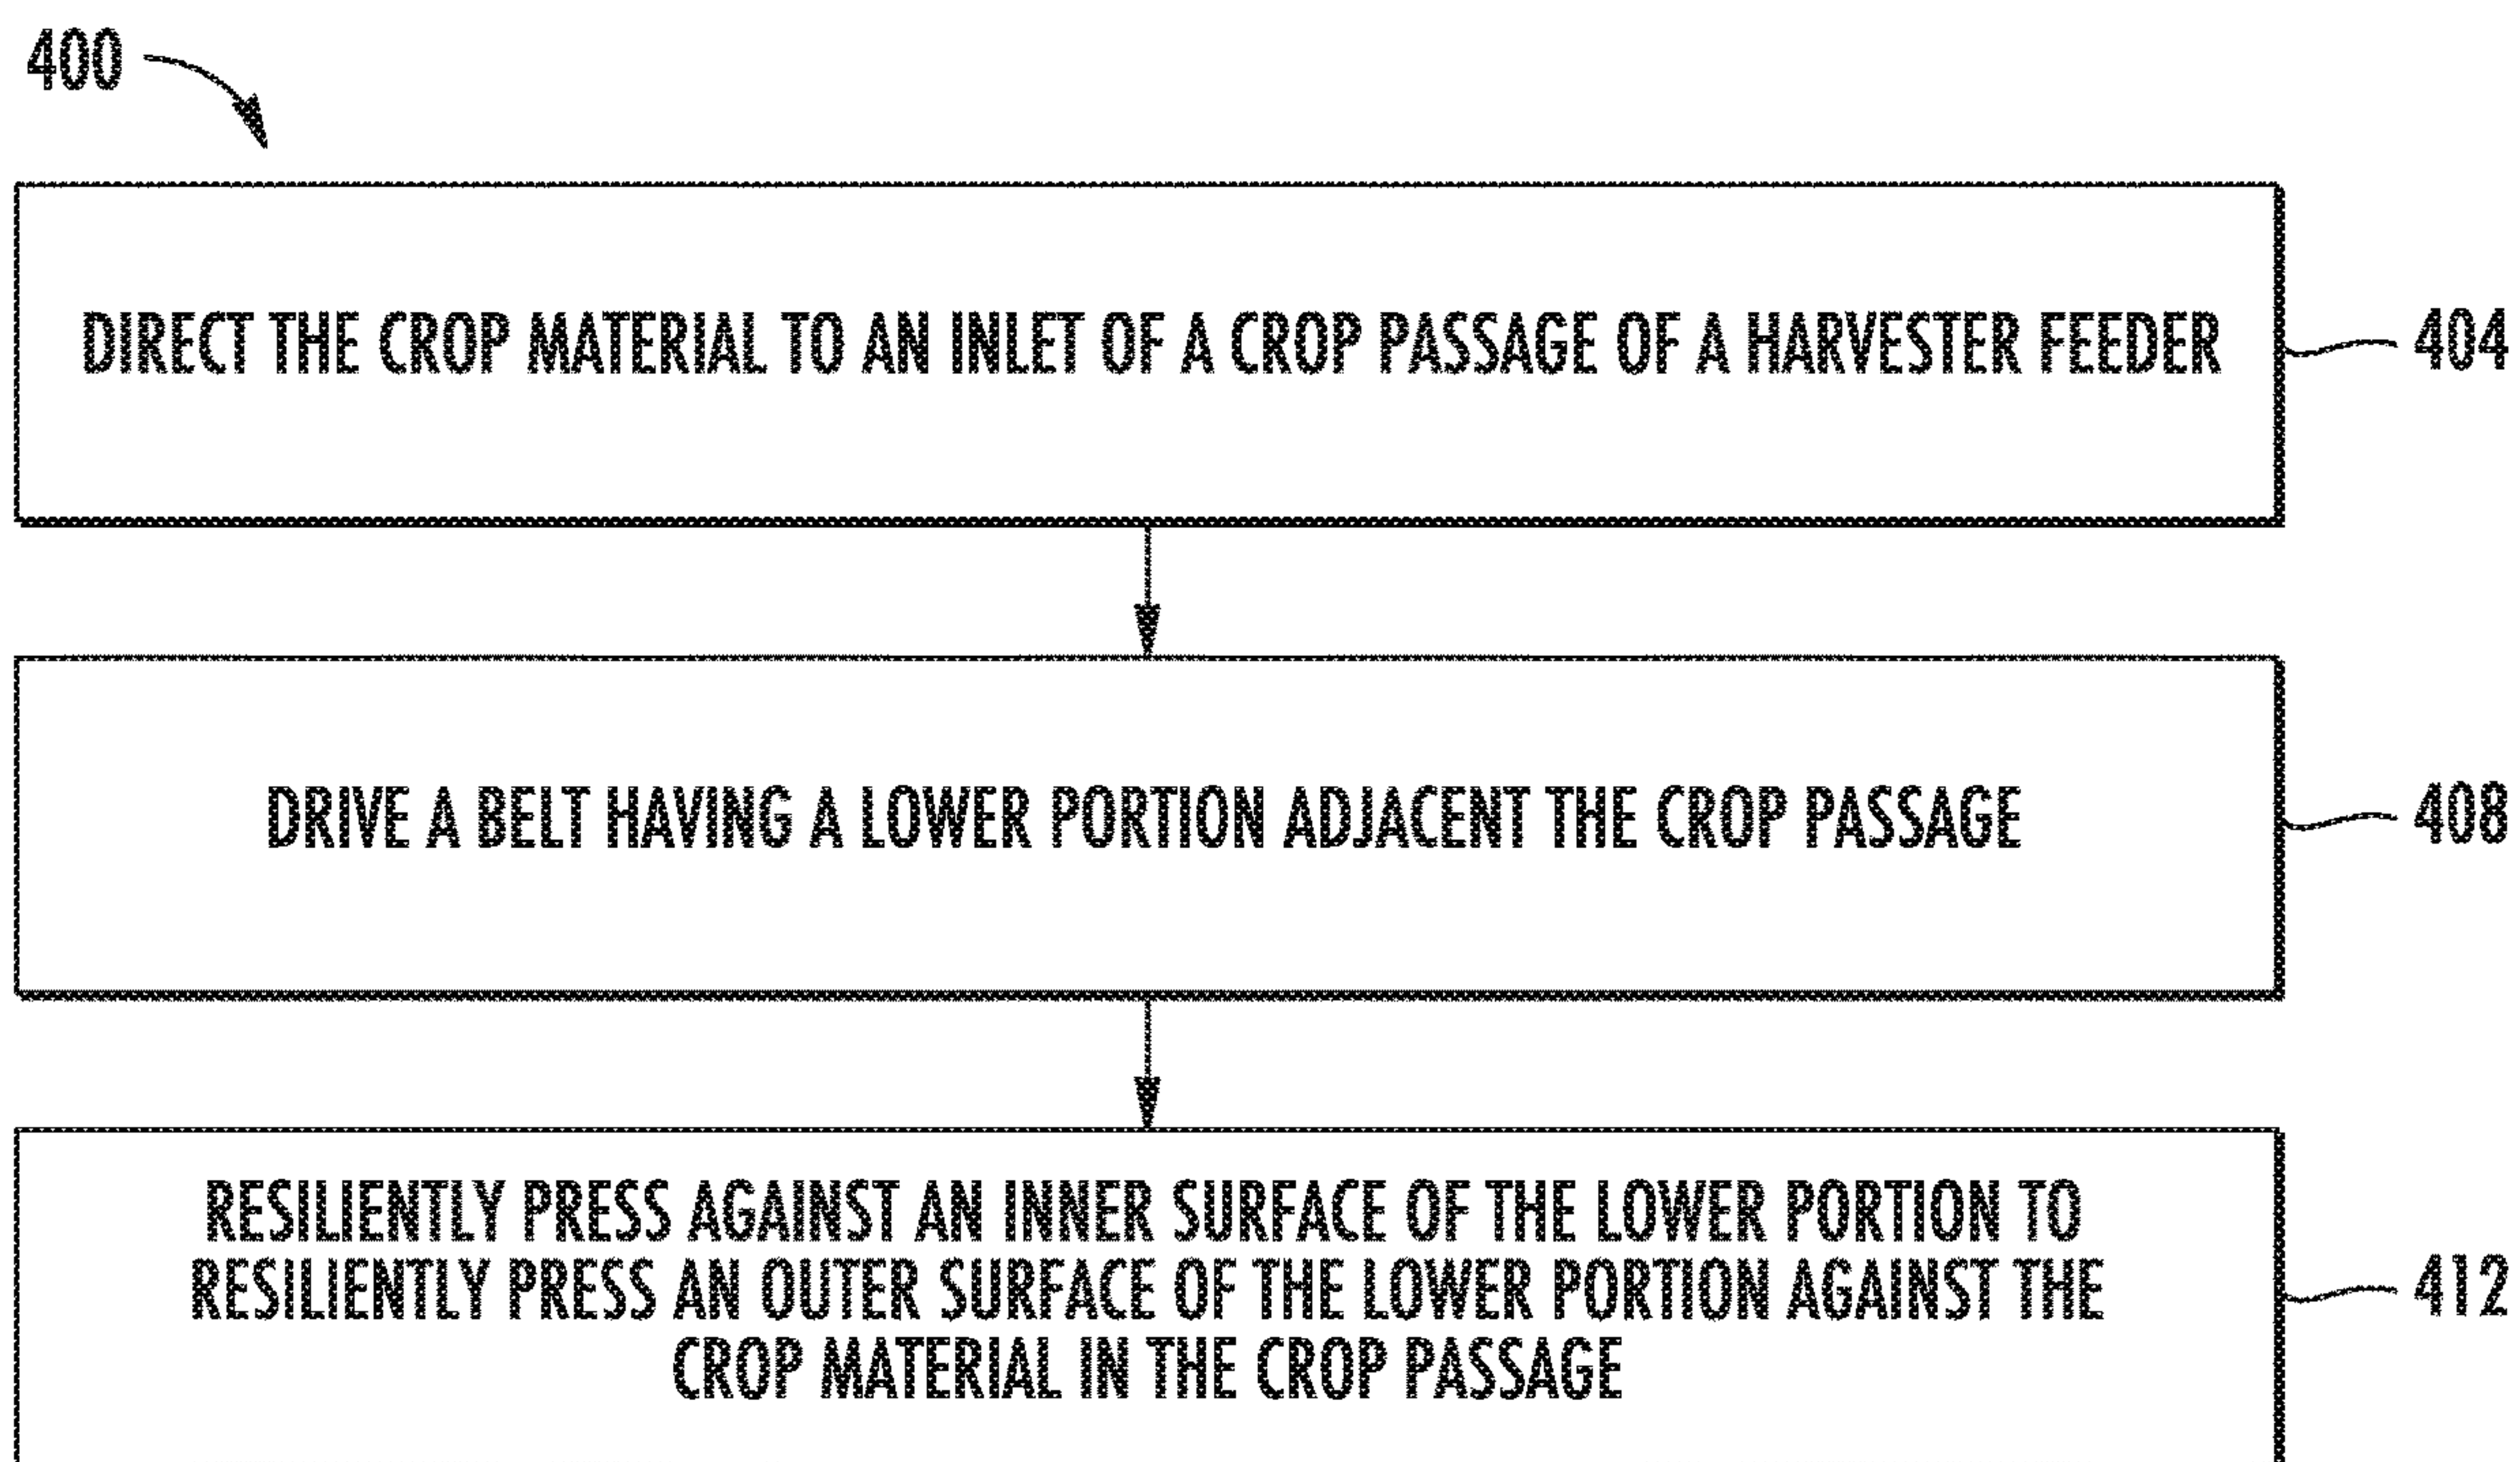 400
DIRECT THE CROP MATERIAL TO AN INLET OF A CROP PASSAGE OF A HARVESTER FEEDER
404
DRIVE A BELT HAVING A LOWER PORTION ADJACENT THE CROP PASSAGE
408
RESILIENTLY PRESS AGAINST AN INNER SURFACE OF THE LOWER PORTION TO
RESILIENTLY PRESS AN OUTER SURFACE OF THE LOWER PORTION AGAINST THE
CROP MATERIAL IN THE CROP PASSAGE
412